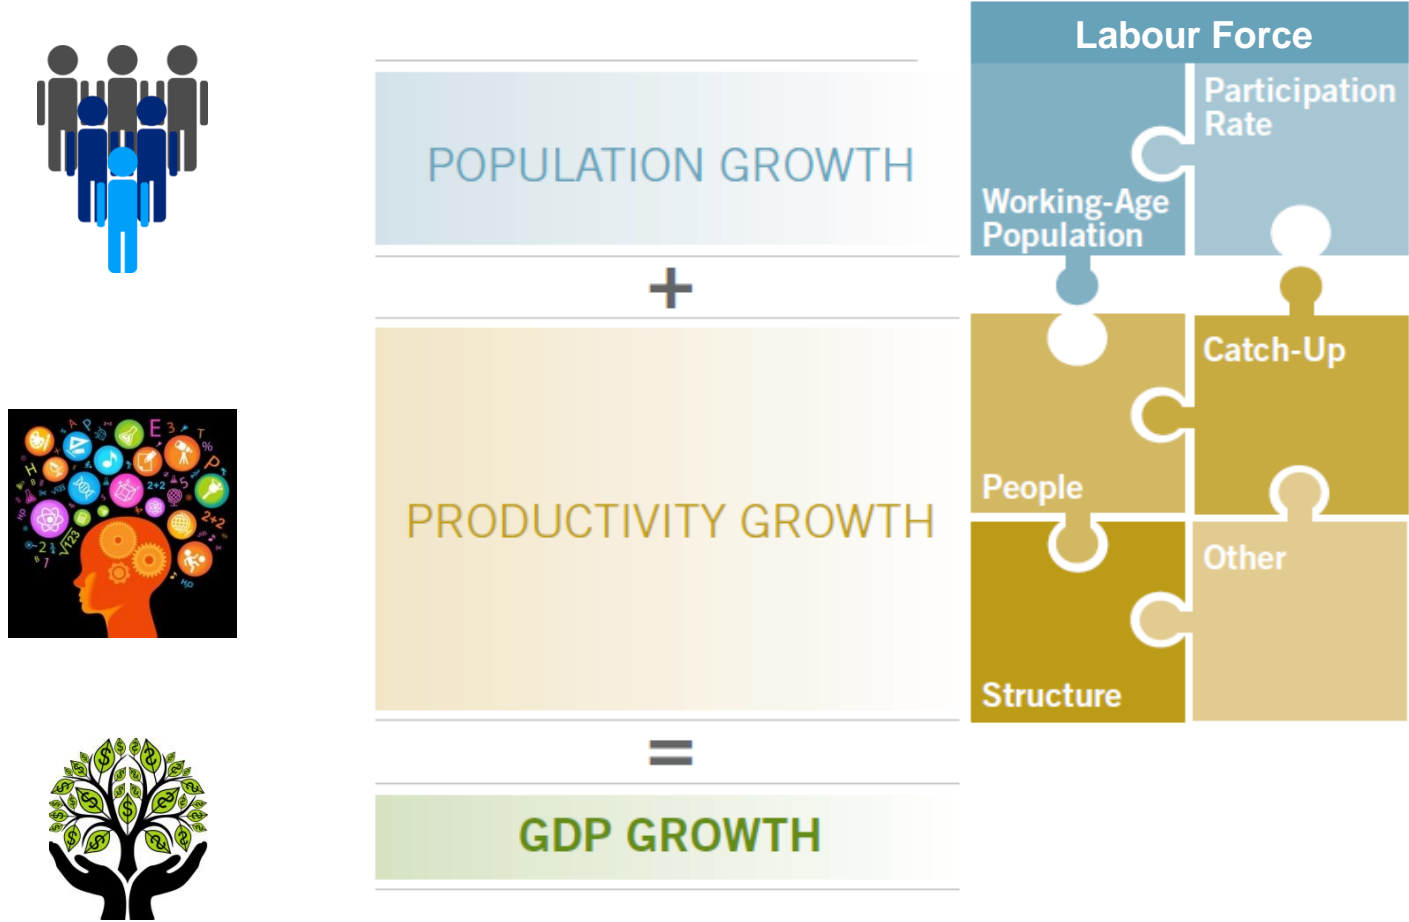 Labour Force
POPULATION GROWTH
Participation
Rate
Working-Age
Population
+
PRODUCTIVITY GROWTH
People
Catch-Up
Structure
Other
=
GDP GROWTH